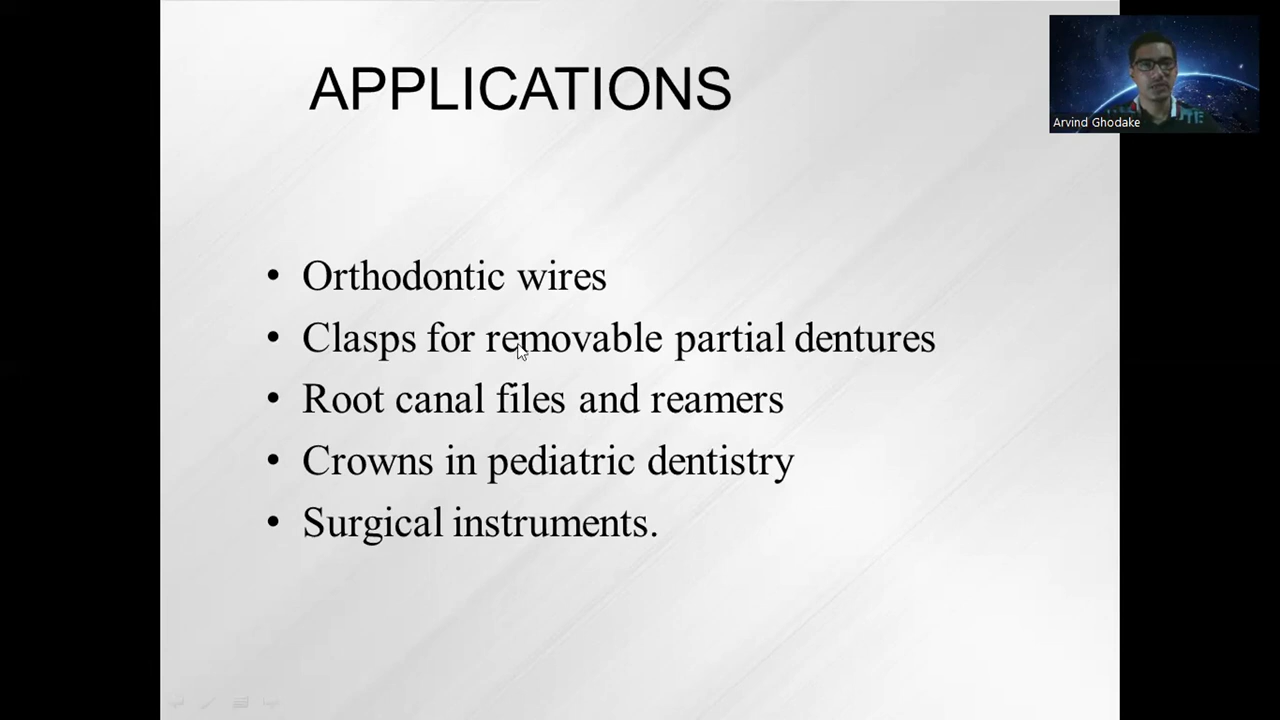 APPLICATIONS
Arvind Ghodake
• Orthodontic wires
• Clasps for removable partial dentures
• Root canal files and reamers
• Crowns in pediatric dentistry
• Surgical instruments.